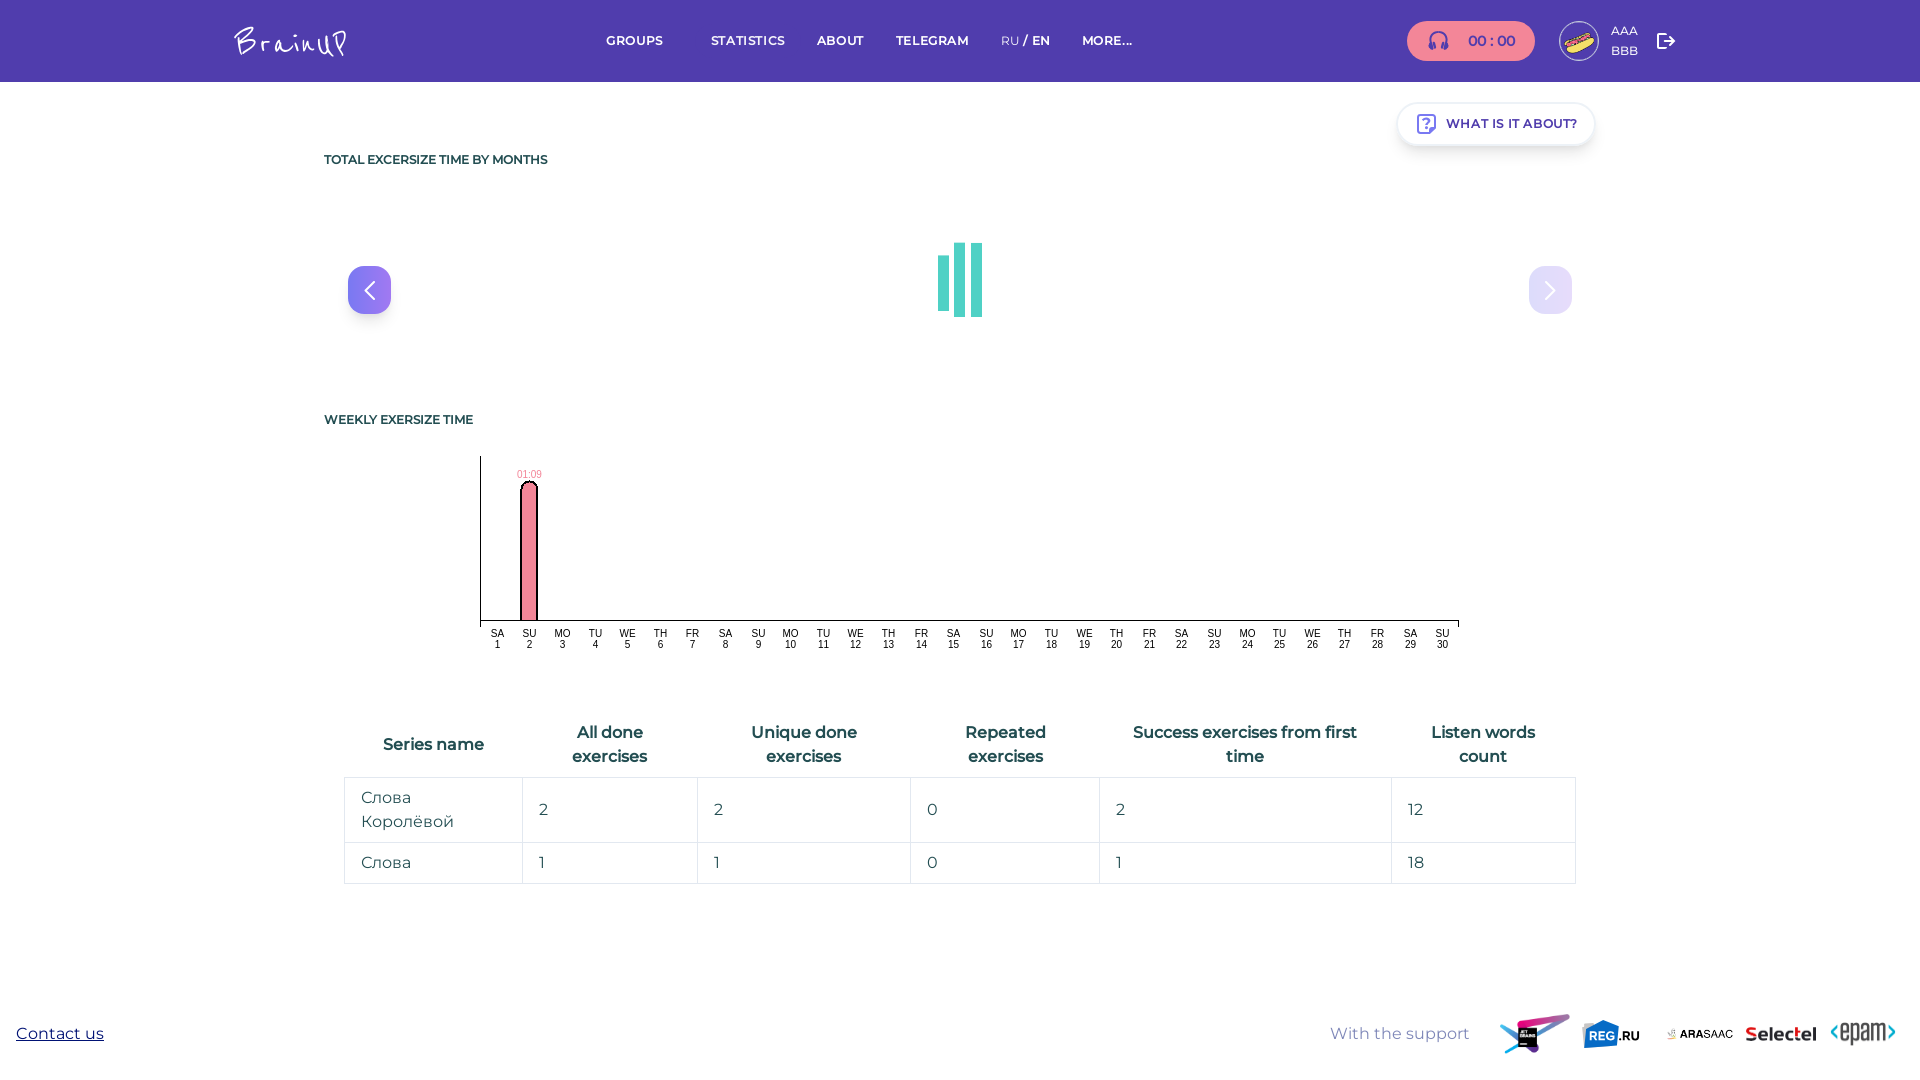 BrainUP
GROUPS STATISTICS ABOUT TELEGRAM RU / EN MORE...
00 : 00
AAA
BBB
WHAT IS IT ABOUT?
TOTAL EXCERSIZE TIME BY MONTHS
WEEKLY EXERSIZE TIME
01:09
SA SU MO TU WE TH FR SA SU MO TU WE TH FR SA SU MO TU WE TH FR SA SU MO TU WE TH FR SA SU
1 2 3 4 5 6 7 8 9 10 11 12 13 14 15 16 17 18 19 20 21 22 23 24 25 26 27 28 29 30
Series name
All done
exercises
Unique done
exercises
Repeated
exercises
Success exercises from first
time
Listen words
count
Слова
Королёвой
2 2 0 2 12
Слова 1 1 0 1 18
Contact us
With the support
REG.RU
ARASAAC
Selectel
<epam>